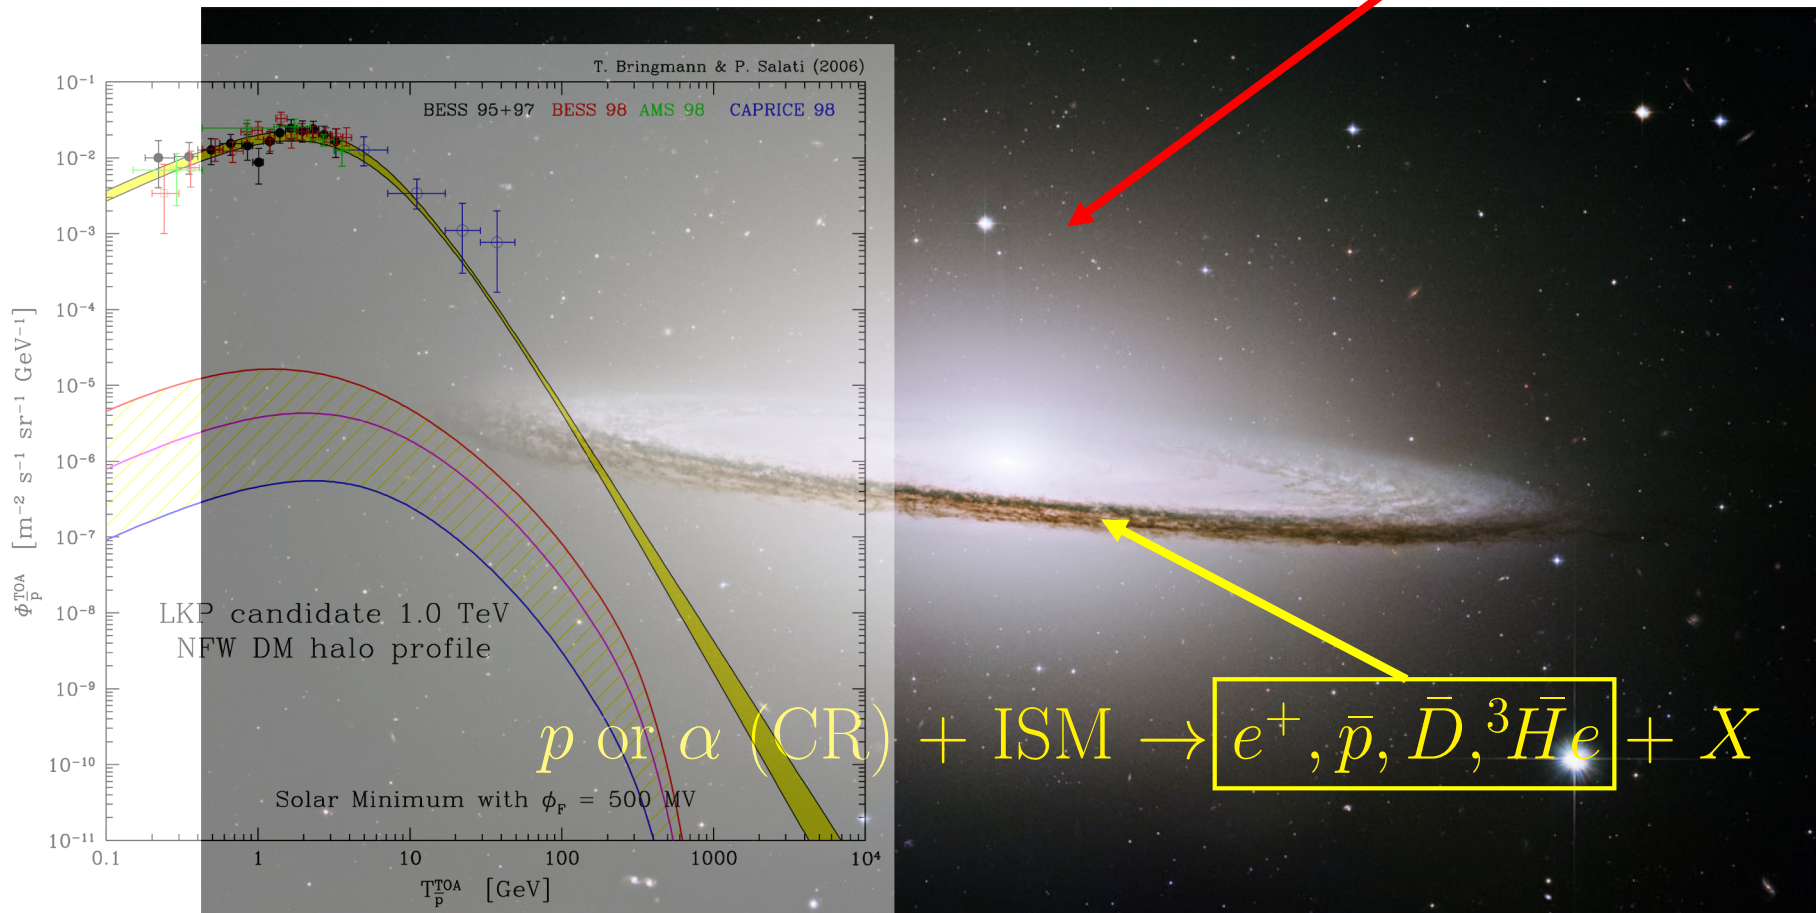 T. Bringmann & P. Salati (2006)
BESS 95+97 BESS 98 AMS 98 CAPRICE 98
10⁻¹
10⁻²
10⁻³
10⁻⁴
10⁻⁵
10⁻⁶
10⁻⁷
10⁻⁸
10⁻⁹
10⁻¹⁰
10⁻¹¹
Φ_p̄^TOA [m⁻² s⁻¹ sr⁻¹ GeV⁻¹]
LKP candidate 1.0 TeV
NFW DM halo profile
p or α (CR) + ISM → e⁺, p̄, D̄, ³H̄e + X
Solar Minimum with ϕ_F = 500 MV
0.1 1 10 100 1000 10⁴
T_p̄^TOA [GeV]